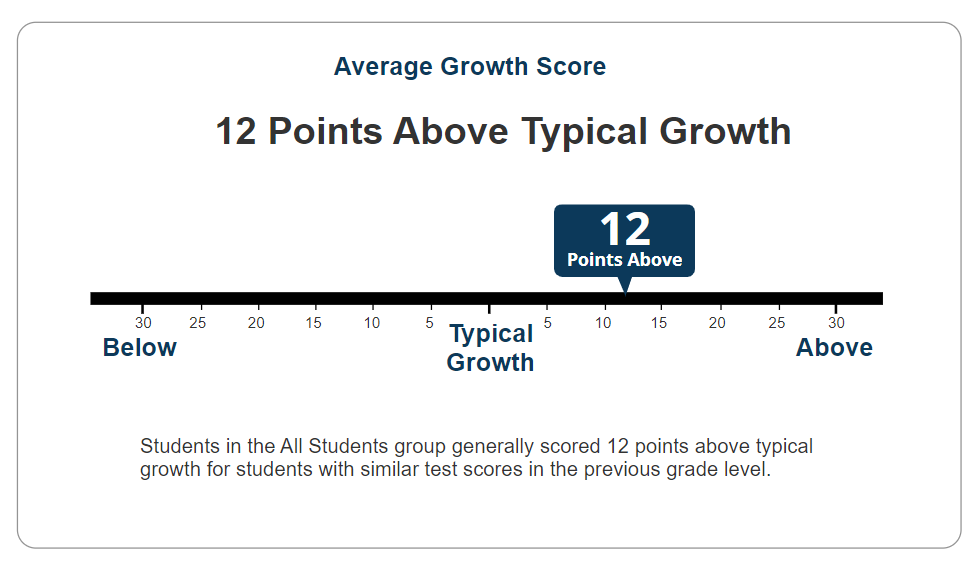 Average Growth Score
12 Points Above Typical Growth
12
Points Above
30 25 20 15 10 5 5 10 15 20 25 30
Below Typical Above
Growth
Students in the All Students group generally scored 12 points above typical
growth for students with similar test scores in the previous grade level.